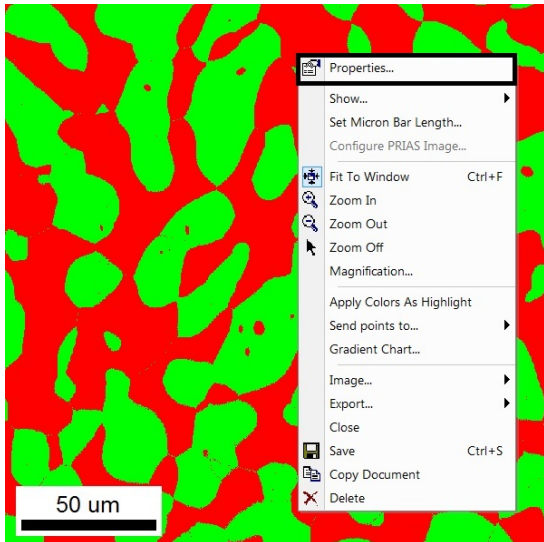 Properties...
Show...
Set Micron Bar Length...
Configure PRIAS Image...
Fit To Window Ctrl+F
Zoom In
Zoom Out
Zoom Off
Magnification...
Apply Colors As Highlight
Send points to...
Gradient Chart...
Image...
Export...
Close
Save Ctrl+S
Copy Document
Delete
50 um